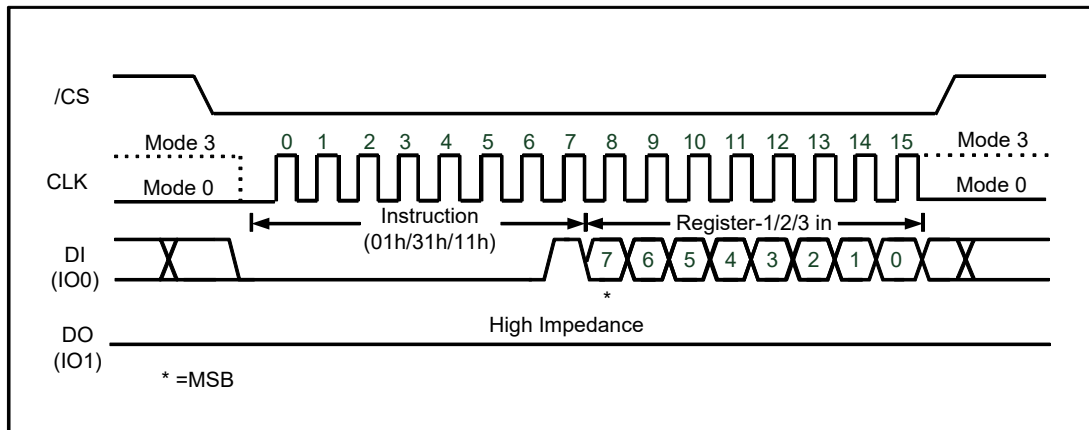 /CS
Mode 3 0 1 2 3 4 5 6 7 8 9 10 11 12 13 14 15 Mode 3
CLK
Mode 0 Mode 0
Instruction Register-1/2/3 in
(01h/31h/11h)
DI
(IO0)
7 6 5 4 3 2 1 0
*
High Impedance
DO
(IO1)
* =MSB